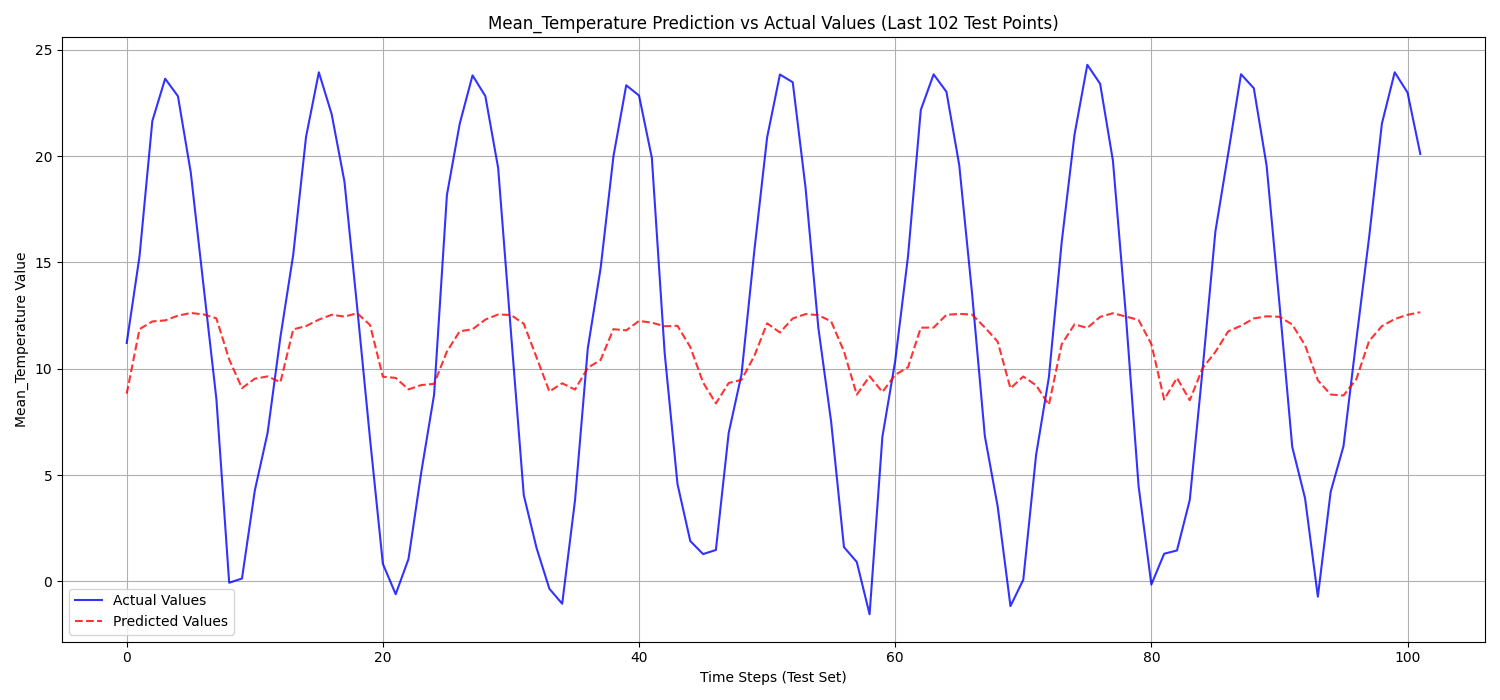 Mean_Temperature Prediction vs Actual Values (Last 102 Test Points)
Mean_Temperature Value
25
20
15
10
5
0
Actual Values
Predicted Values
0 20 40 60 80 100
Time Steps (Test Set)